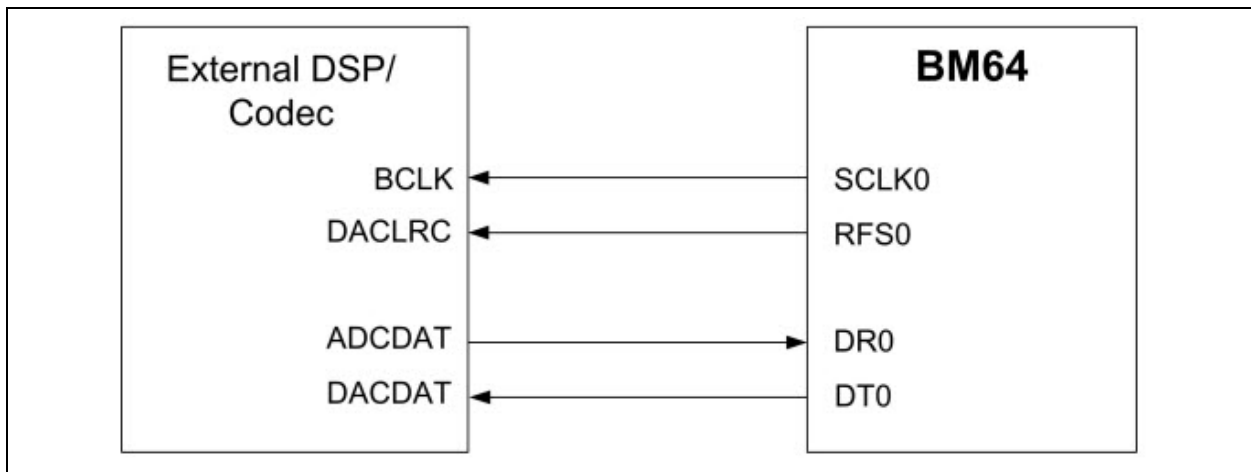 External DSP/
Codec
BCLK
DACLRC
ADCDAT
DACDAT
BM64
SCLK0
RFS0
DR0
DT0